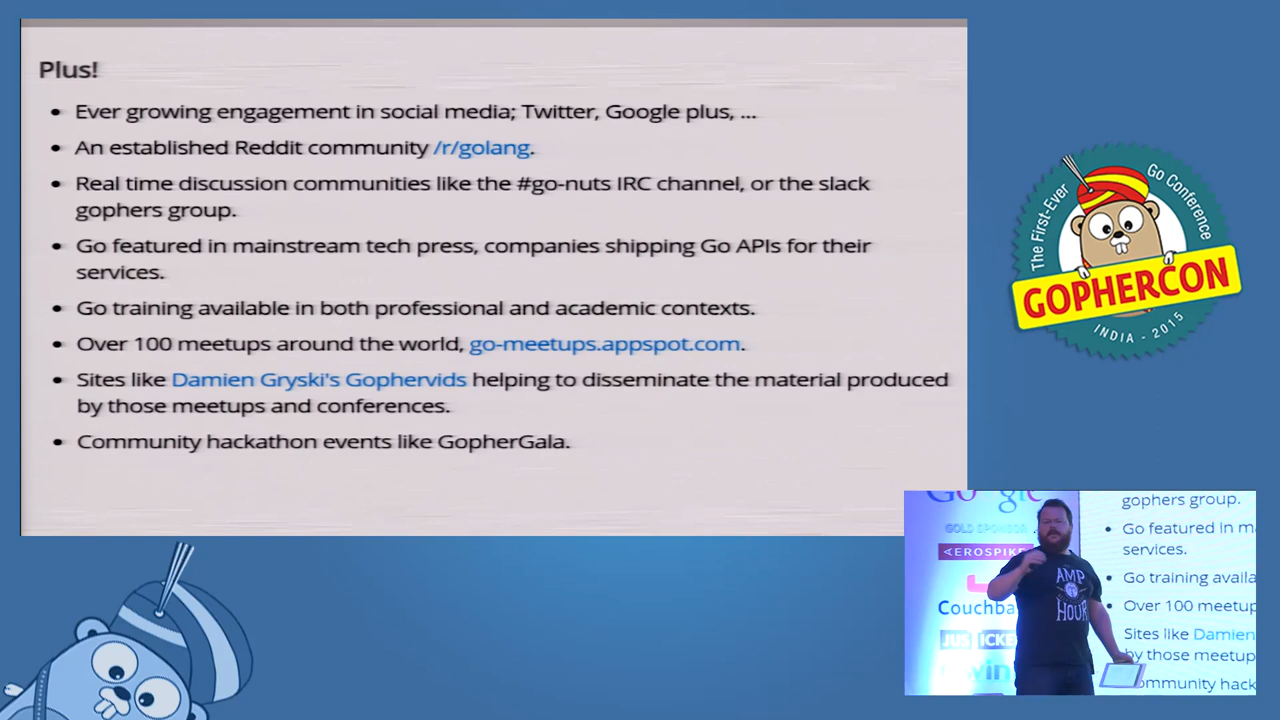 Plus!
Ever growing engagement in social media; Twitter, Google plus, ...
An established Reddit community /r/golang.
Real time discussion communities like the #go-nuts IRC channel, or the slack
gophers group.
Go featured in mainstream tech press, companies shipping Go APIs for their
services.
Go training available in both professional and academic contexts.
Over 100 meetups around the world, go-meetups.appspot.com.
Sites like Damien Gryski's Gophervids helping to disseminate the material produced
by those meetups and conferences.
Community hackathon events like GopherGala.
The First-Ever
Go Conference
GOPHERCON
INDIA - 2015
GOLD SPONSOR
AEROSPIKE
Couchba
AMP
HOUR
gophers group.
Go featured in m
services.
Go training availa
Over 100 meetup
Sites like Damien
by those meetup
ommunity hack